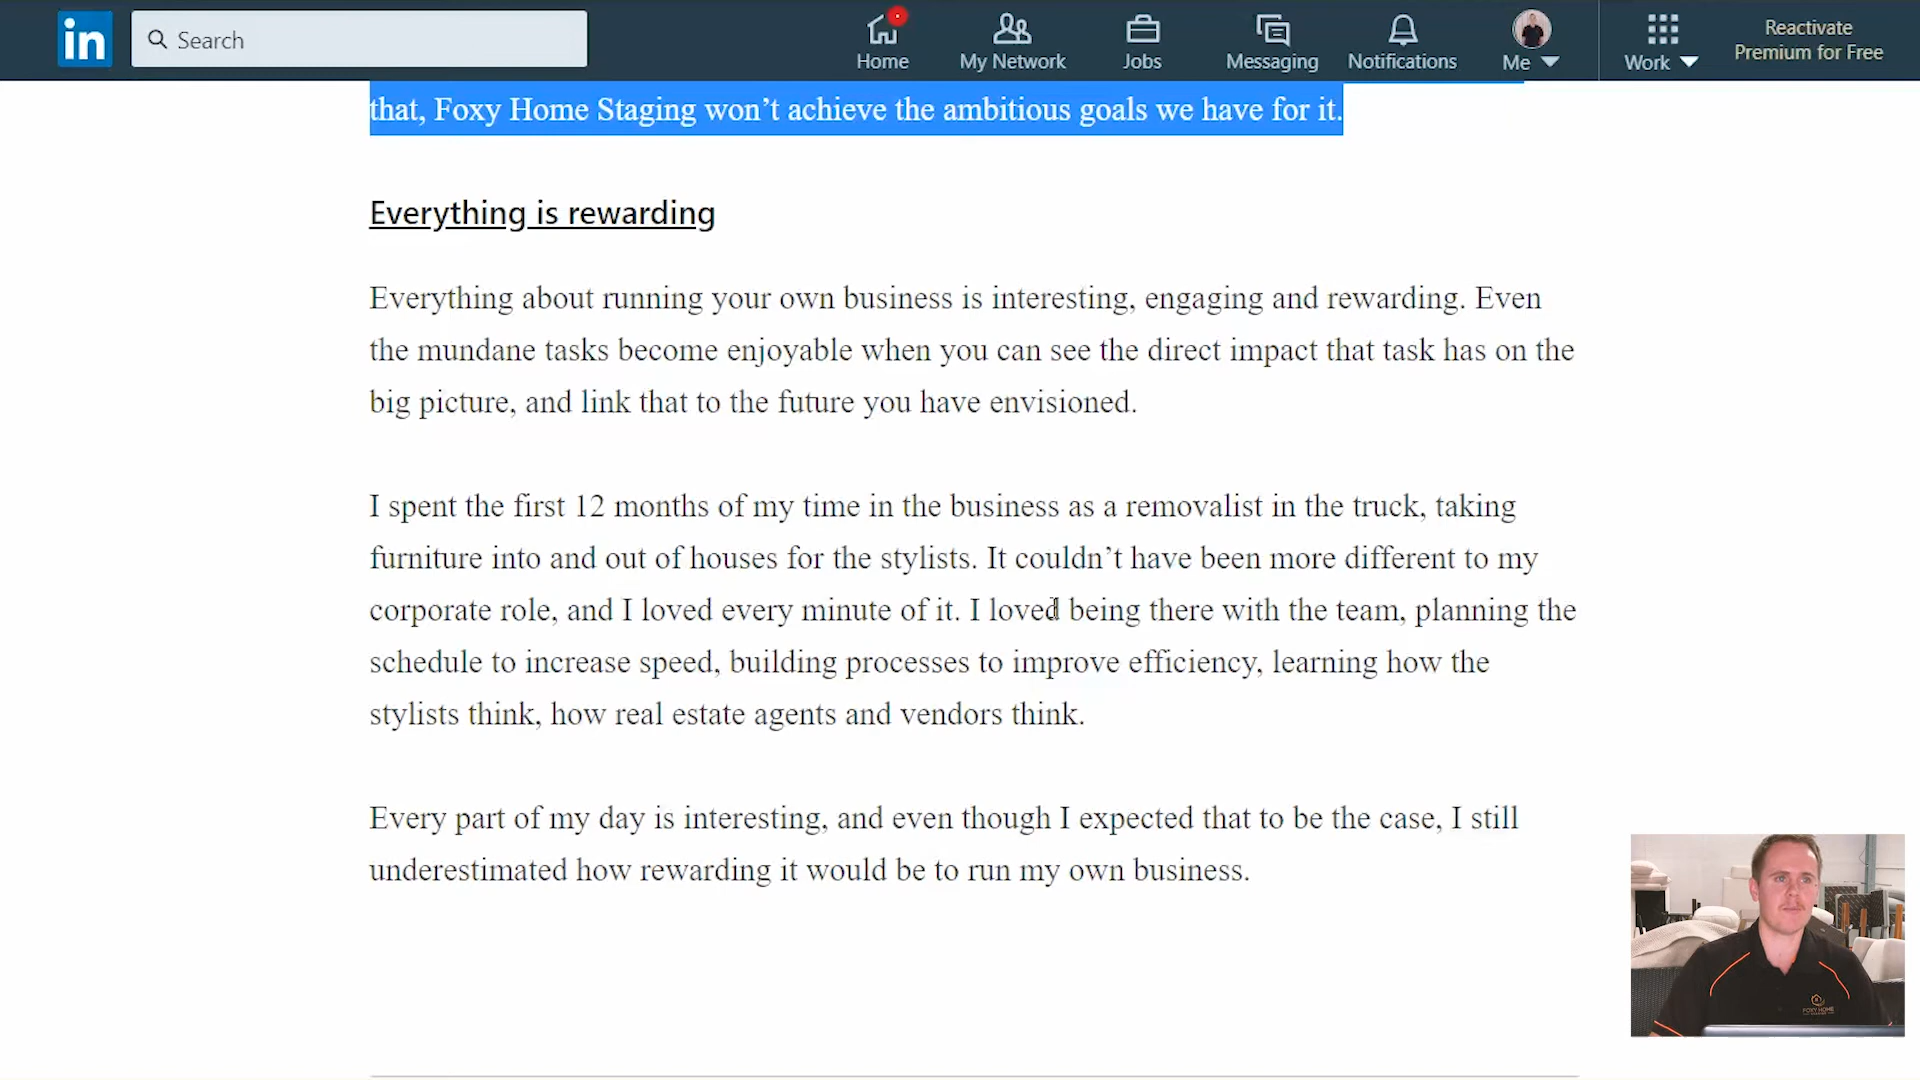 in
Search
Home
My Network
Jobs
Messaging
Notifications
Me
Work
Reactivate
Premium for Free
that, Foxy Home Staging won’t achieve the ambitious goals we have for it.
Everything is rewarding
Everything about running your own business is interesting, engaging and rewarding. Even
the mundane tasks become enjoyable when you can see the direct impact that task has on the
big picture, and link that to the future you have envisioned.
I spent the first 12 months of my time in the business as a removalist in the truck, taking
furniture into and out of houses for the stylists. It couldn’t have been more different to my
corporate role, and I loved every minute of it. I loved being there with the team, planning the
schedule to increase speed, building processes to improve efficiency, learning how the
stylists think, how real estate agents and vendors think.
Every part of my day is interesting, and even though I expected that to be the case, I still
underestimated how rewarding it would be to run my own business.
FOXY HOME